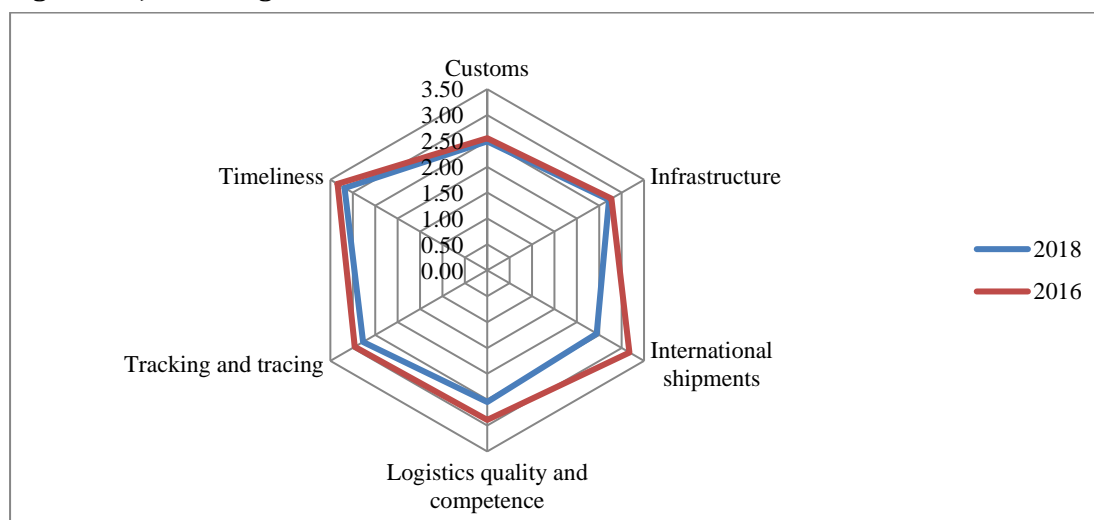 Customs
3.50
3.00
2.50
2.00
1.50
1.00
0.50
0.00
Timeliness
Infrastructure
2018
2016
Tracking and tracing
International
shipments
Logistics quality and
competence